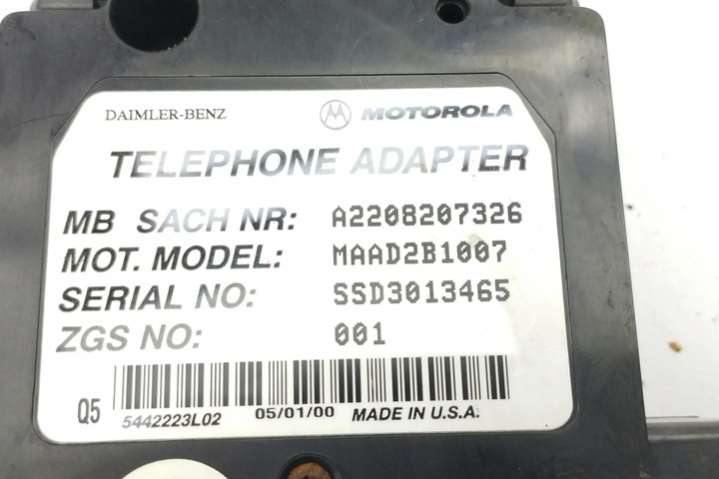 DAIMLER-BENZ MOTOROLA
TELEPHONE ADAPTER
MB SACH NR: A2208207326
MOT. MODEL: MAAD2B1007
SERIAL NO: SSD3013465
ZGS NO: 001
Q5
5442223L02 05/01/00 MADE IN U.S.A.